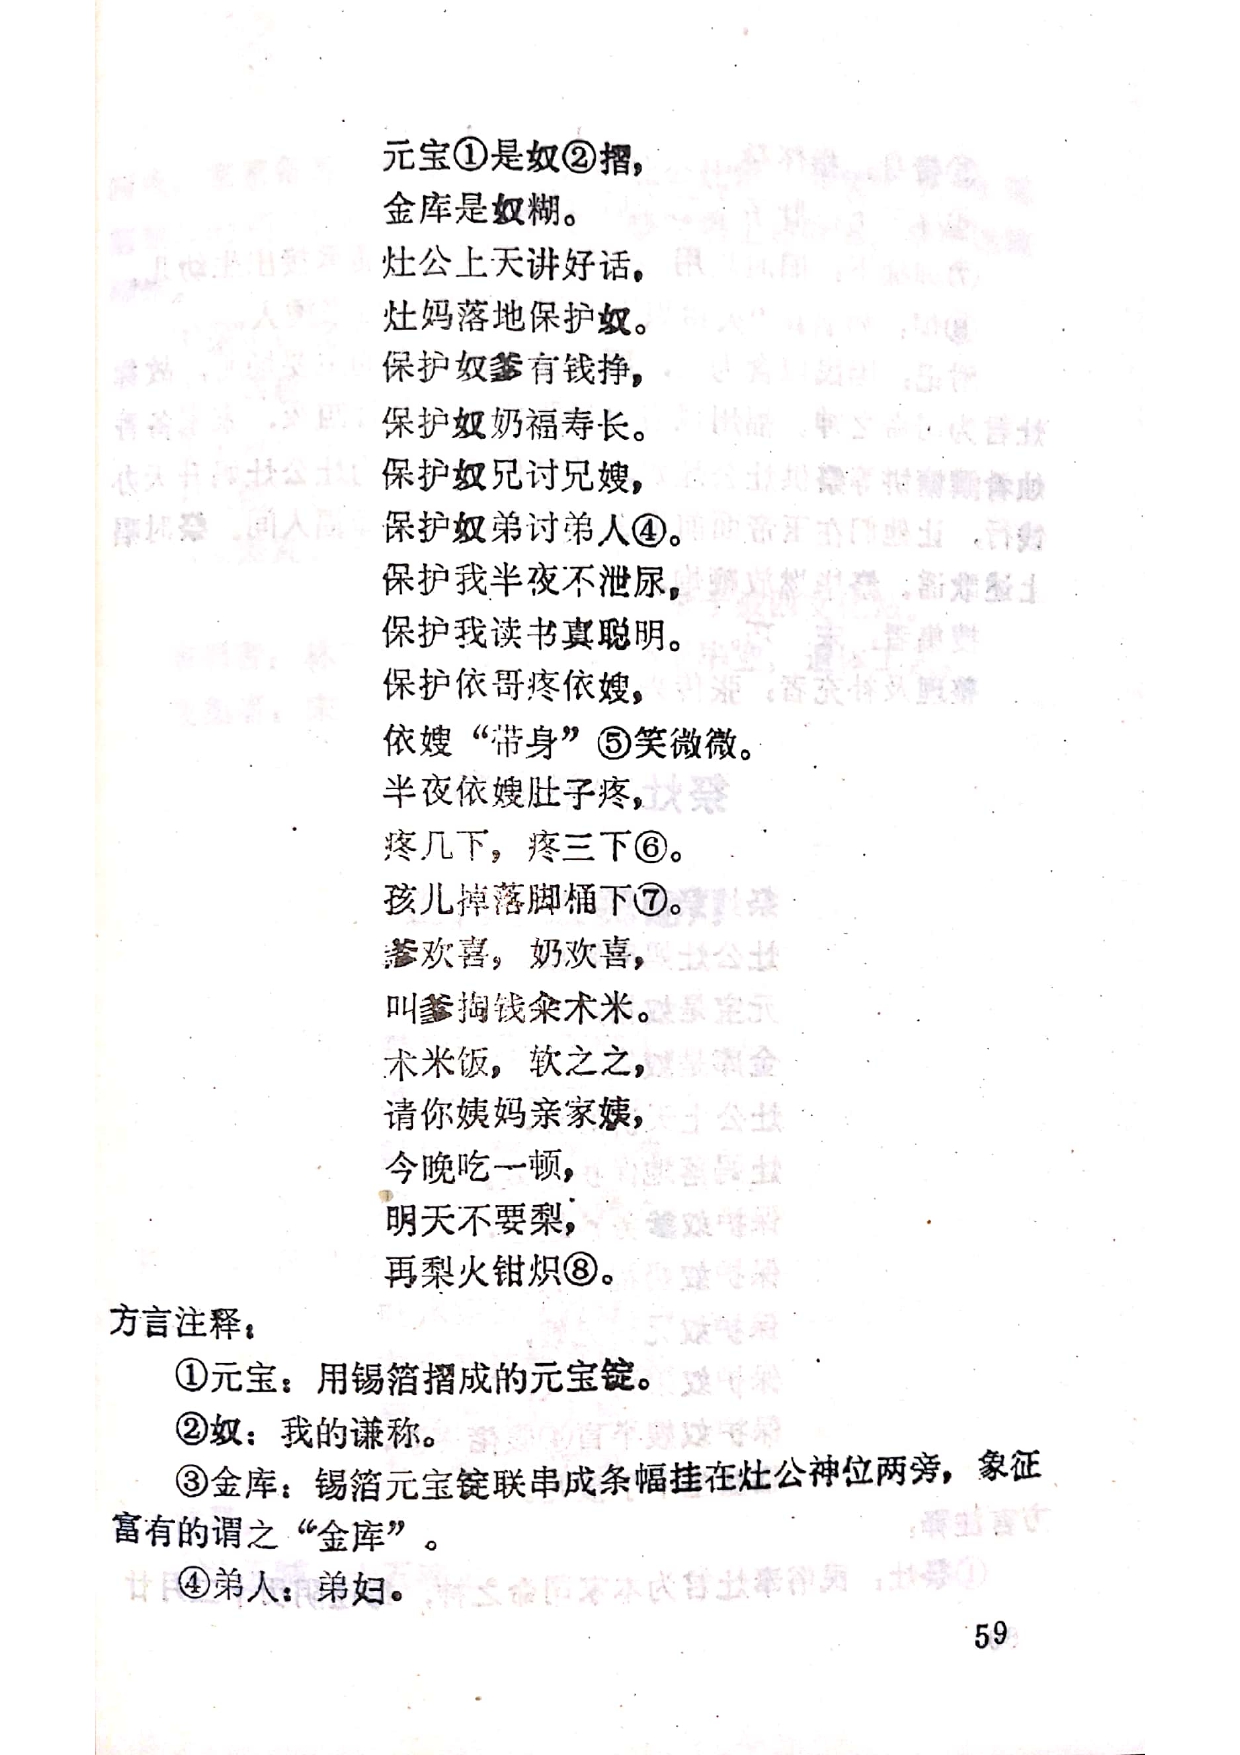 元宝①是奴②摺，
金库是奴糊。
灶公上天讲好话，
灶妈落地保护奴。
保护奴爹有钱挣，
保护奴奶福寿长。
保护奴兄讨兄嫂，
保护奴弟讨弟人④。
保护我半夜不泄尿，
保护我读书真聪明。
保护依哥疼依嫂，
依嫂“带身”⑤笑微微。
半夜依嫂肚子疼，
疼几下，疼三下⑥。
孩儿掉落脚桶下⑦。
爹欢喜，奶欢喜，
叫爹掏钱籴术米。
术米饭，软之之，
请你姨妈亲家姨，
今晚吃一顿，
明天不要梨，
再梨火钳炽⑧。
方言注释：
①元宝：用锡箔摺成的元宝锭。
②奴：我的谦称。
③金库：锡箔元宝锭联串成条幅挂在灶公神位两旁，象征
富有的谓之“金库”。
④弟人：弟妇。
59